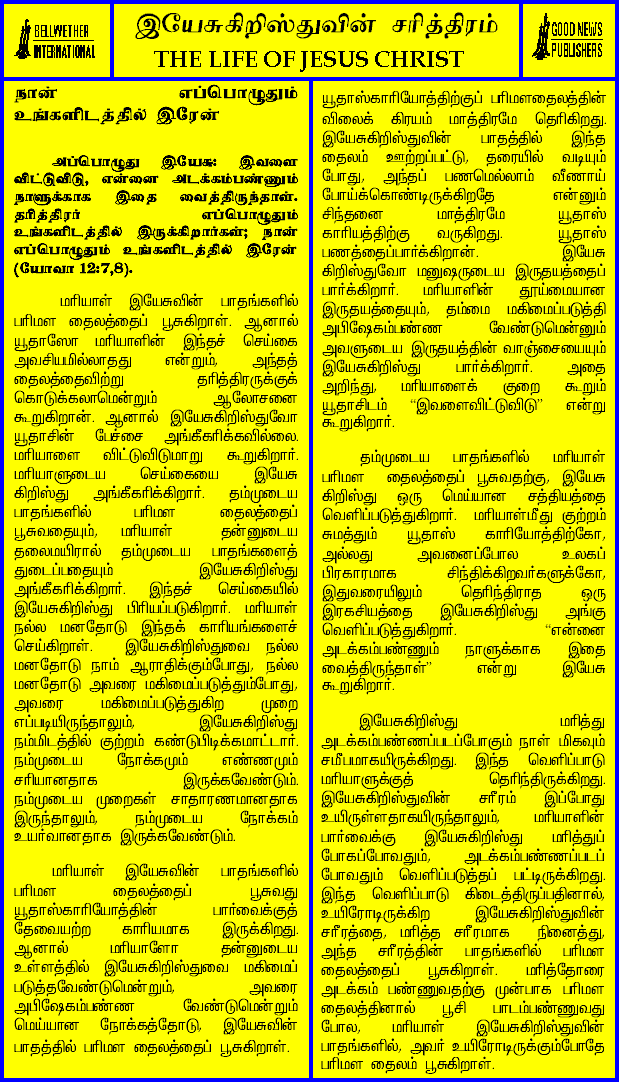 BELLWETHER
INTERNATIONAL
இயேசுகிறிஸ்துவின் சரித்திரம்
THE LIFE OF JESUS CHRIST
GOOD NEWS
PUBLISHERS
நான் எப்பொழுதும்
உங்களிடத்தில் இரேன்
அப்பொழுது இயேசு: இவளை
விட்டுவிடு, என்னை அடக்கம்பண்ணும்
நாளுக்காக இதை வைத்திருந்தாள்.
தரித்திரர் எப்பொழுதும்
உங்களிடத்தில் இருக்கிறார்கள்; நான்
எப்பொழுதும் உங்களிடத்தில் இரேன்
(யோவா 12:7,8).
மரியாள் இயேசுவின் பாதங்களில்
பரிமள தைலத்தைப் பூசுகிறாள். ஆனால்
யூதாஸோ மரியாளின் இந்தச் செய்கை
அவசியமில்லாதது என்றும், அந்தத்
தைலத்தைவிற்று தரித்திரருக்குக்
கொடுக்கலாமென்றும் ஆலோசனை
கூறுகிறான். ஆனால் இயேசுகிறிஸ்துவோ
யூதாசின் பேச்சை அங்கீகரிக்கவில்லை.
மரியாளை விட்டுவிடுமாறு கூறுகிறார்.
மரியாளுடைய செய்கையை இயேசு
கிறிஸ்து அங்கீகரிக்கிறார். தம்முடைய
பாதங்களில் பரிமள தைலத்தைப்
பூசுவதையும், மரியாள் தன்னுடைய
தலைமயிரால் தம்முடைய பாதங்களைத்
துடைப்பதையும் இயேசுகிறிஸ்து
அங்கீகரிக்கிறார். இந்தச் செய்கையில்
இயேசுகிறிஸ்து பிரியப்படுகிறார். மரியாள்
நல்ல மனதோடு இந்தக் காரியங்களைச்
செய்கிறாள். இயேசுகிறிஸ்துவை நல்ல
மனதோடு நாம் ஆராதிக்கும்போது, நல்ல
மனதோடு அவரை மகிமைப்படுத்தும்போது,
அவரை மகிமைப்படுத்துகிற முறை
எப்படியிருந்தாலும், இயேசுகிறிஸ்து
நம்மிடத்தில் குற்றம் கண்டுபிடிக்கமாட்டார்.
நம்முடைய நோக்கமும் எண்ணமும்
சரியானதாக இருக்கவேண்டும்.
நம்முடைய முறைகள் சாதாரணமானதாக
இருந்தாலும், நம்முடைய நோக்கம்
உயர்வானதாக இருக்கவேண்டும்.
மரியாள் இயேசுவின் பாதங்களில்
பரிமள தைலத்தைப் பூசுவது
யூதாஸ்காரியோத்தின் பார்வைக்குத்
தேவையற்ற காரியமாக இருக்கிறது.
ஆனால் மரியாளோ தன்னுடைய
உள்ளத்தில் இயேசுகிறிஸ்துவை மகிமைப்
படுத்தவேண்டுமென்றும், அவரை
அபிஷேகம்பண்ண வேண்டுமென்றும்
மெய்யான நோக்கத்தோடு, இயேசுவின்
பாதத்தில் பரிமள தைலத்தைப் பூசுகிறாள்.
யூதாஸ்காரியோத்திற்குப் பரிமளதைலத்தின்
விலைக் கிரயம் மாத்திரமே தெரிகிறது.
இயேசுகிறிஸ்துவின் பாதத்தில் இந்த
தைலம் ஊற்றப்பட்டு, தரையில் வடியும்
போது, அந்தப் பணமெல்லாம் வீணாய்
போய்க்கொண்டிருக்கிறதே என்னும்
சிந்தனை மாத்திரமே யூதாஸ்
காரியத்திற்கு வருகிறது. யூதாஸ்
பணத்தைப்பார்க்கிறான். இயேசு
கிறிஸ்துவோ மனுஷருடைய இருதயத்தைப்
பார்க்கிறார். மரியாளின் தூய்மையான
இருதயத்தையும், தம்மை மகிமைப்படுத்தி
அபிஷேகம்பண்ண வேண்டுமென்னும்
அவளுடைய இருதயத்தின் வாஞ்சையையும்
இயேசுகிறிஸ்து பார்க்கிறார். அதை
அறிந்து, மரியாளைக் குறை கூறும்
யூதாசிடம் “இவளைவிட்டுவிடு” என்று
கூறுகிறார்.
தம்முடைய பாதங்களில் மரியாள்
பரிமள தைலத்தைப் பூசுவதற்கு, இயேசு
கிறிஸ்து ஒரு மெய்யான சத்தியத்தை
வெளிப்படுத்துகிறார். மரியாள்மீது குற்றம்
சுமத்தும் யூதாஸ் காரியோத்திற்கோ,
அல்லது அவனைப்போல உலகப்
பிரகாரமாக சிந்திக்கிறவர்களுக்கோ,
இதுவரையிலும் தெரிந்திராத ஒரு
இரகசியத்தை இயேசுகிறிஸ்து அங்கு
வெளிப்படுத்துகிறார். “என்னை
அடக்கம்பண்ணும் நாளுக்காக இதை
வைத்திருந்தாள்” என்று இயேசு
கூறுகிறார்.
இயேசுகிறிஸ்து மரித்து
அடக்கம்பண்ணப்படப்போகும் நாள் மிகவும்
சமீபமாகயிருக்கிறது. இந்த வெளிப்பாடு
மரியாளுக்குத் தெரிந்திருக்கிறது.
இயேசுகிறிஸ்துவின் சரீரம் இப்போது
உயிருள்ளதாகயிருந்தாலும், மரியாளின்
பார்வைக்கு இயேசுகிறிஸ்து மரித்துப்
போகப்போவதும், அடக்கம்பண்ணப்படப்
போவதும் வெளிப்படுத்தப் பட்டிருக்கிறது.
இந்த வெளிப்பாடு கிடைத்திருப்பதினால்,
உயிரோடிருக்கிற இயேசுகிறிஸ்துவின்
சரீரத்தை, மரித்த சரீரமாக நினைத்து,
அந்த சரீரத்தின் பாதங்களில் பரிமள
தைலத்தைப் பூசுகிறாள். மரித்தோரை
அடக்கம் பண்ணுவதற்கு முன்பாக பரிமள
தைலத்தினால் பூசி பாடம்பண்ணுவது
போல, மரியாள் இயேசுகிறிஸ்துவின்
பாதங்களில், அவர் உயிரோடிருக்கும்போதே
பரிமள தைலம் பூசுகிறாள்.